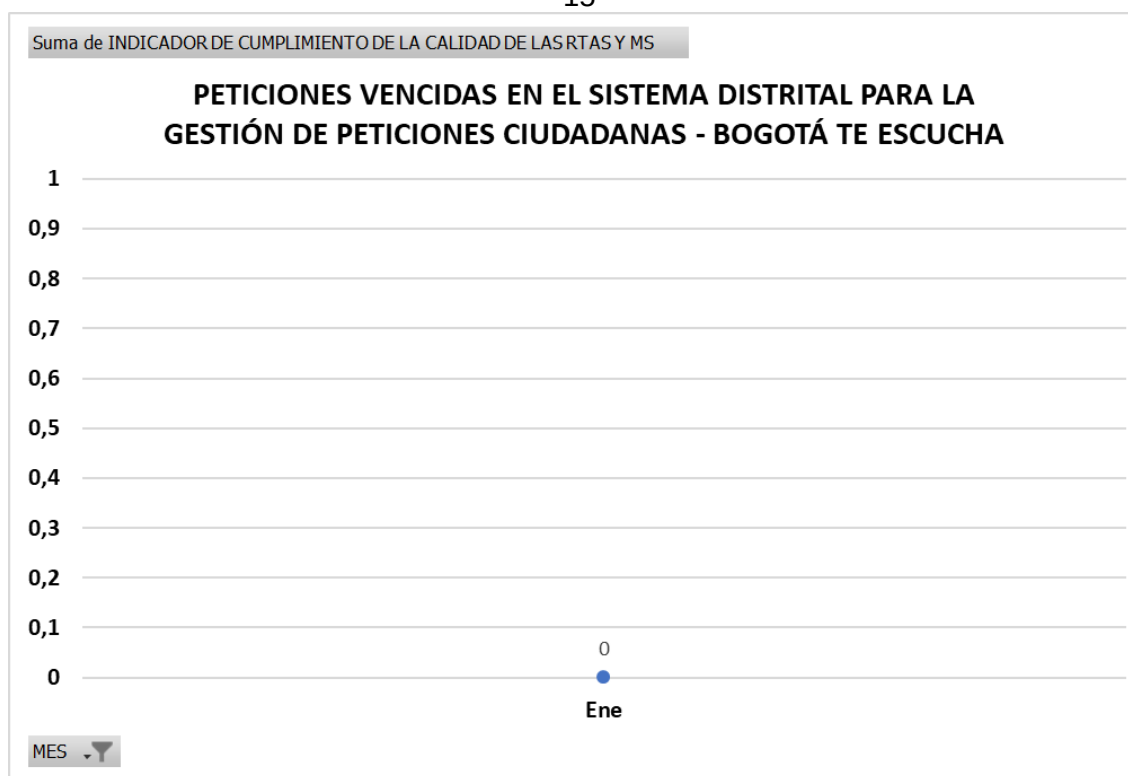 Suma de INDICADOR DE CUMPLIMIENTO DE LA CALIDAD DE LAS RTAS Y MS
PETICIONES VENCIDAS EN EL SISTEMA DISTRITAL PARA LA
GESTIÓN DE PETICIONES CIUDADANAS - BOGOTÁ TE ESCUCHA
1
0,9
0,8
0,7
0,6
0,5
0,4
0,3
0,2
0,1
0
0
Ene
MES